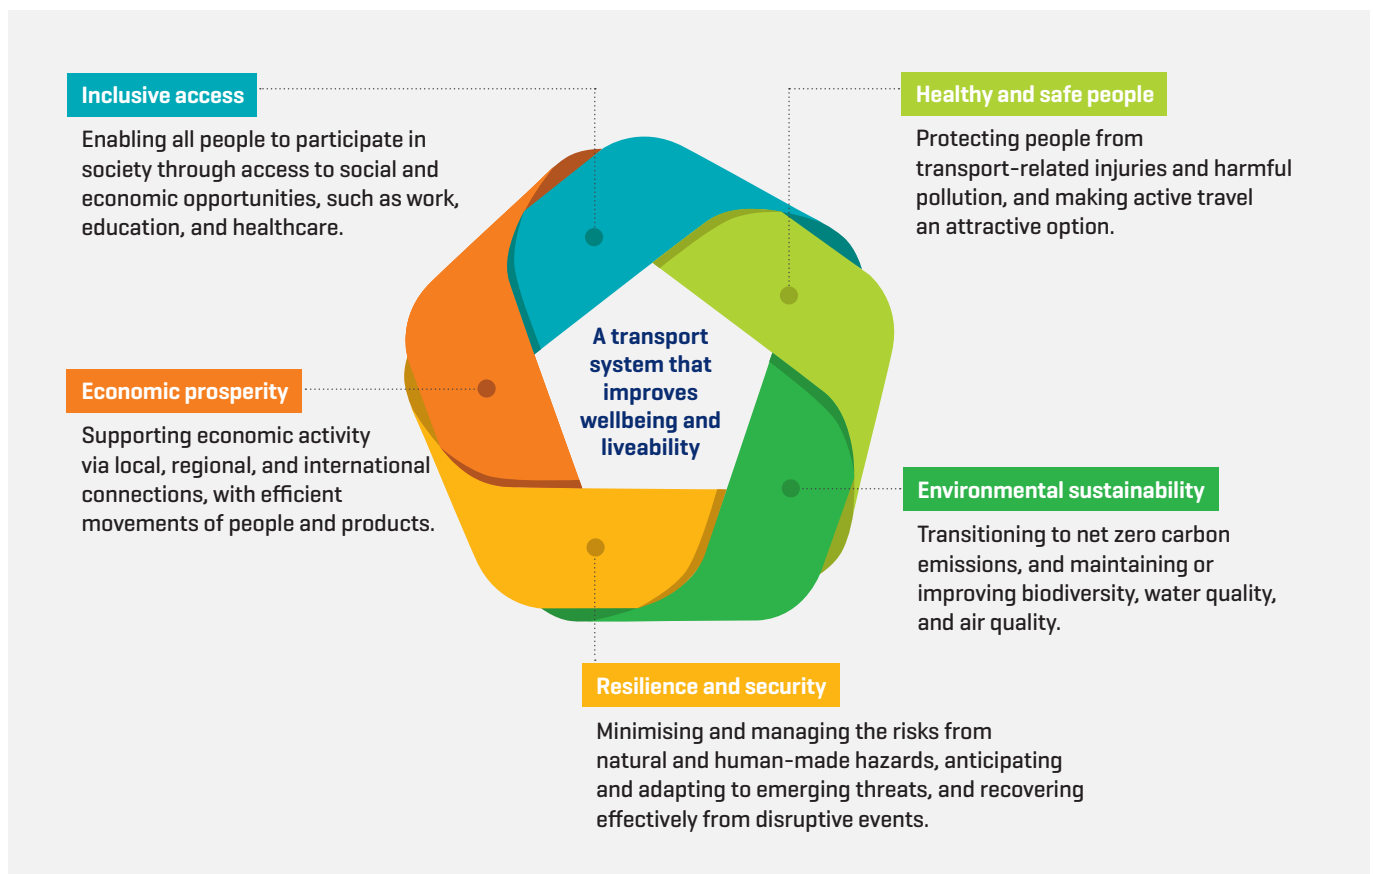 Inclusive access
Enabling all people to participate in
society through access to social and
economic opportunities, such as work,
education, and healthcare.
Healthy and safe people
Protecting people from
transport-related injuries and harmful
pollution, and making active travel
an attractive option.
A transport
system that
improves
wellbeing and
liveability
Economic prosperity
Supporting economic activity
via local, regional, and international
connections, with efficient
movements of people and products.
Environmental sustainability
Transitioning to net zero carbon
emissions, and maintaining or
improving biodiversity, water quality,
and air quality.
Resilience and security
Minimising and managing the risks from
natural and human-made hazards, anticipating
and adapting to emerging threats, and recovering
effectively from disruptive events.